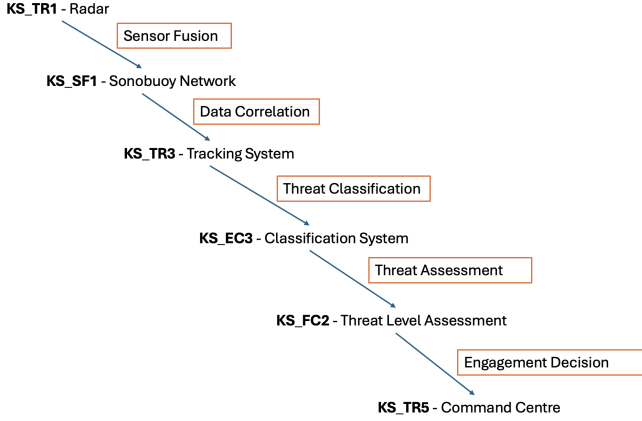 KS_TR1 - Radar
Sensor Fusion
KS_SF1 - Sonobuoy Network
Data Correlation
KS_TR3 - Tracking System
Threat Classification
KS_EC3 - Classification System
Threat Assessment
KS_FC2 - Threat Level Assessment
Engagement Decision
KS_TR5 - Command Centre